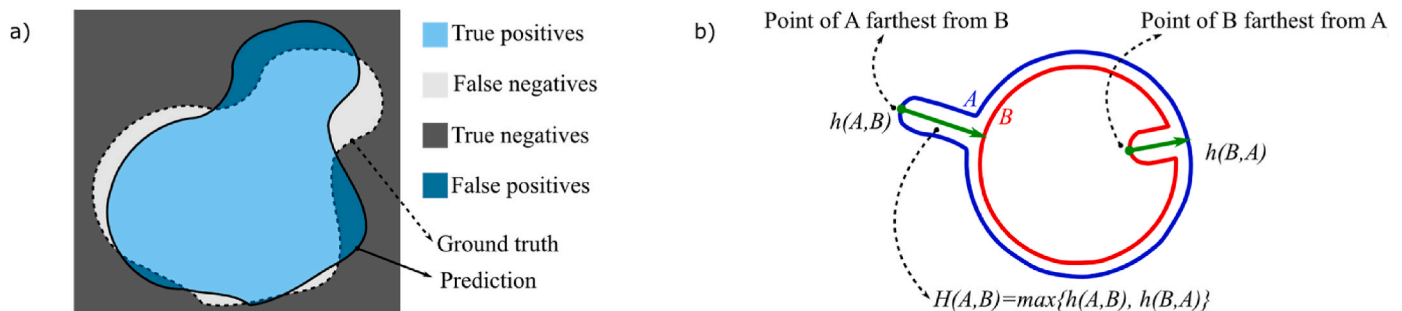 a)
True positives
False negatives
True negatives
False positives
Ground truth
Prediction
b)
Point of A farthest from B
Point of B farthest from A
A
B
h(A,B)
h(B,A)
H(A,B)=max{h(A,B), h(B,A)}